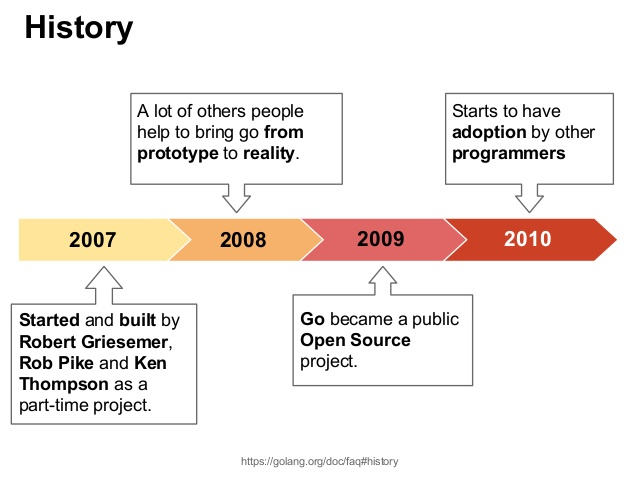 History
A lot of others people
help to bring go from
prototype to reality.
Starts to have
adoption by other
programmers
2007
2008
2009
2010
Started and built by
Robert Griesemer,
Rob Pike and Ken
Thompson as a
part-time project.
Go became a public
Open Source
project.
https://golang.org/doc/faq#history